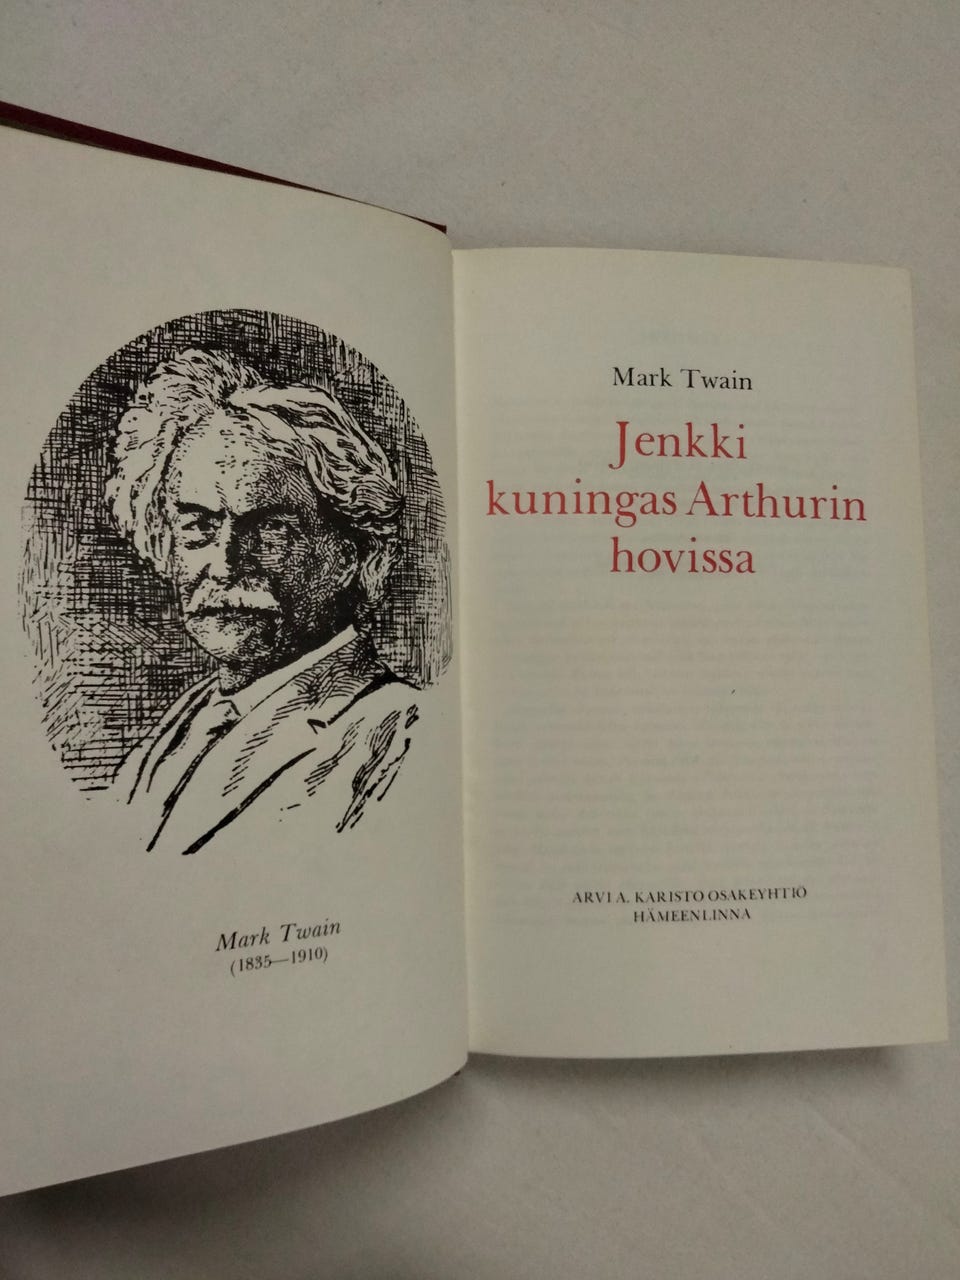 Mark Twain
(1835—1910)
Mark Twain
Jenkki
kuningas Arthurin
hovissa
ARVI A. KARISTO OSAKEYHTIÖ
HÄMEENLINNA